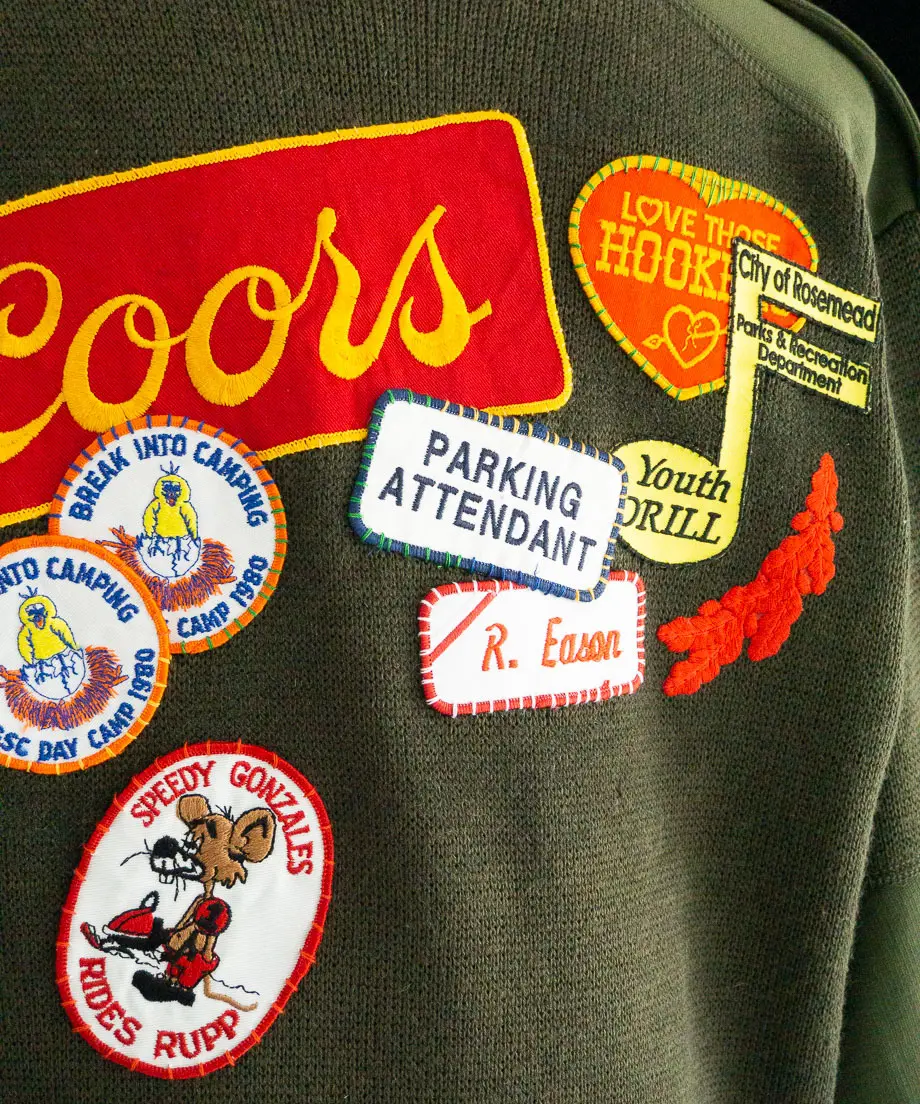 Coors
LOVE THOSE
City of Rosemead
Parks & Recreation
Department
Youth
DRILL
PARKING
ATTENDANT
R. Eason
BREAK INTO CAMPING
CAMP 1980
INTO CAMPING
DAY CAMP 1980
SPEEDY GONZALES
RIDES RUPP